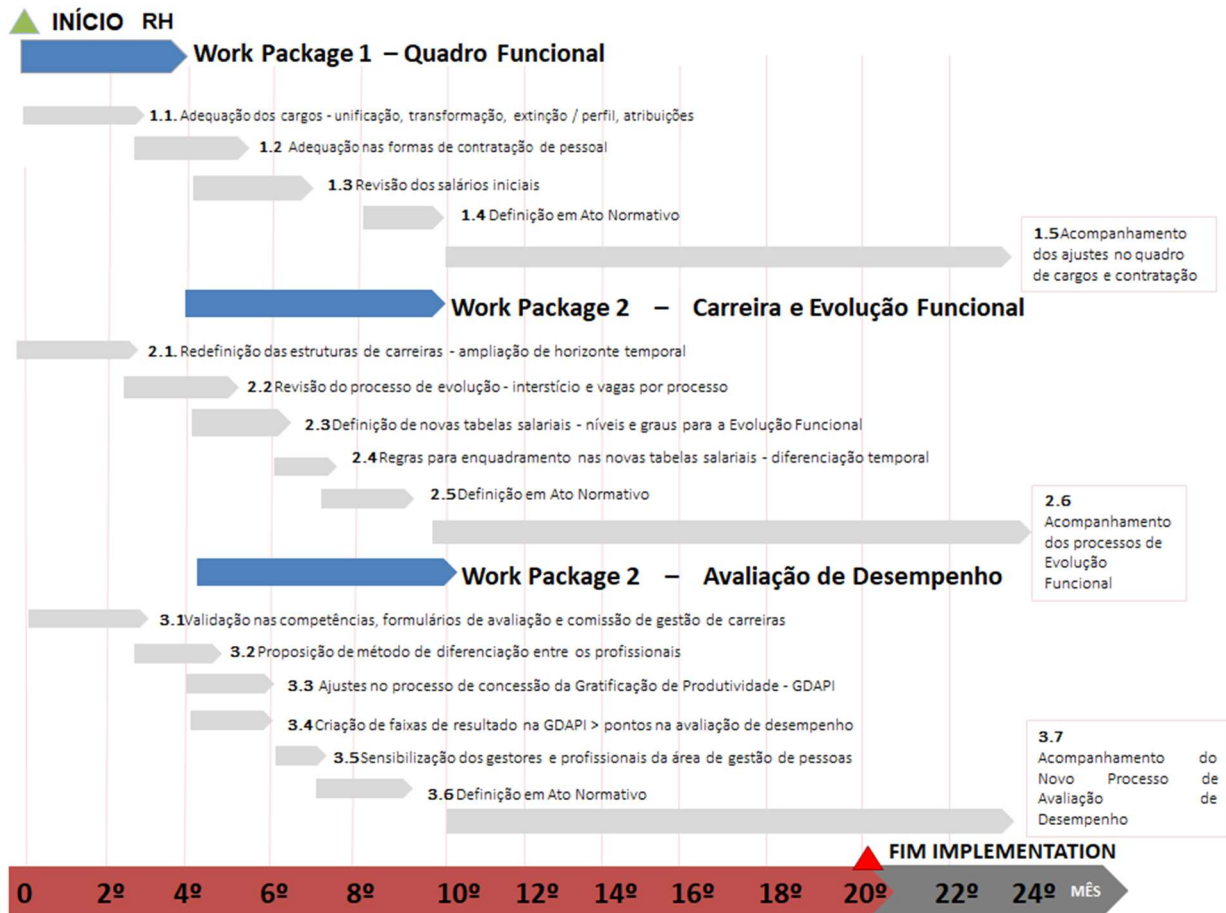 INÍCIO RH
Work Package 1 – Quadro Funcional
1.1. Adequação dos cargos - unificação, transformação, extinção / perfil, atribuições
1.2 Adequação nas formas de contratação de pessoal
1.3 Revisão dos salários iniciais
1.4 Definição em Ato Normativo
1.5 Acompanhamento
dos ajustes no quadro
de cargos e contratação
Work Package 2 – Carreira e Evolução Funcional
2.1. Redefinição das estruturas de carreiras - ampliação de horizonte temporal
2.2 Revisão do processo de evolução - interstício e vagas por processo
2.3 Definição de novas tabelas salariais - níveis e graus para a Evolução Funcional
2.4 Regras para enquadramento nas novas tabelas salariais - diferenciação temporal
2.5 Definição em Ato Normativo
2.6
Acompanhamento
dos processos de
Evolução
Funcional
Work Package 2 – Avaliação de Desempenho
3.1 Validação nas competências, formulários de avaliação e comissão de gestão de carreiras
3.2 Proposição de método de diferenciação entre os profissionais
3.3 Ajustes no processo de concessão da Gratificação de Produtividade - GDAPI
3.4 Criação de faixas de resultado na GDAPI > pontos na avaliação de desempenho
3.5 Sensibilização dos gestores e profissionais da área de gestão de pessoas
3.6 Definição em Ato Normativo
3.7
Acompanhamento do
Novo Processo de
Avaliação de
Desempenho
FIM IMPLEMENTATION
0 2º 4º 6º 8º 10º 12º 14º 16º 18º 20º 22º 24º MÊS